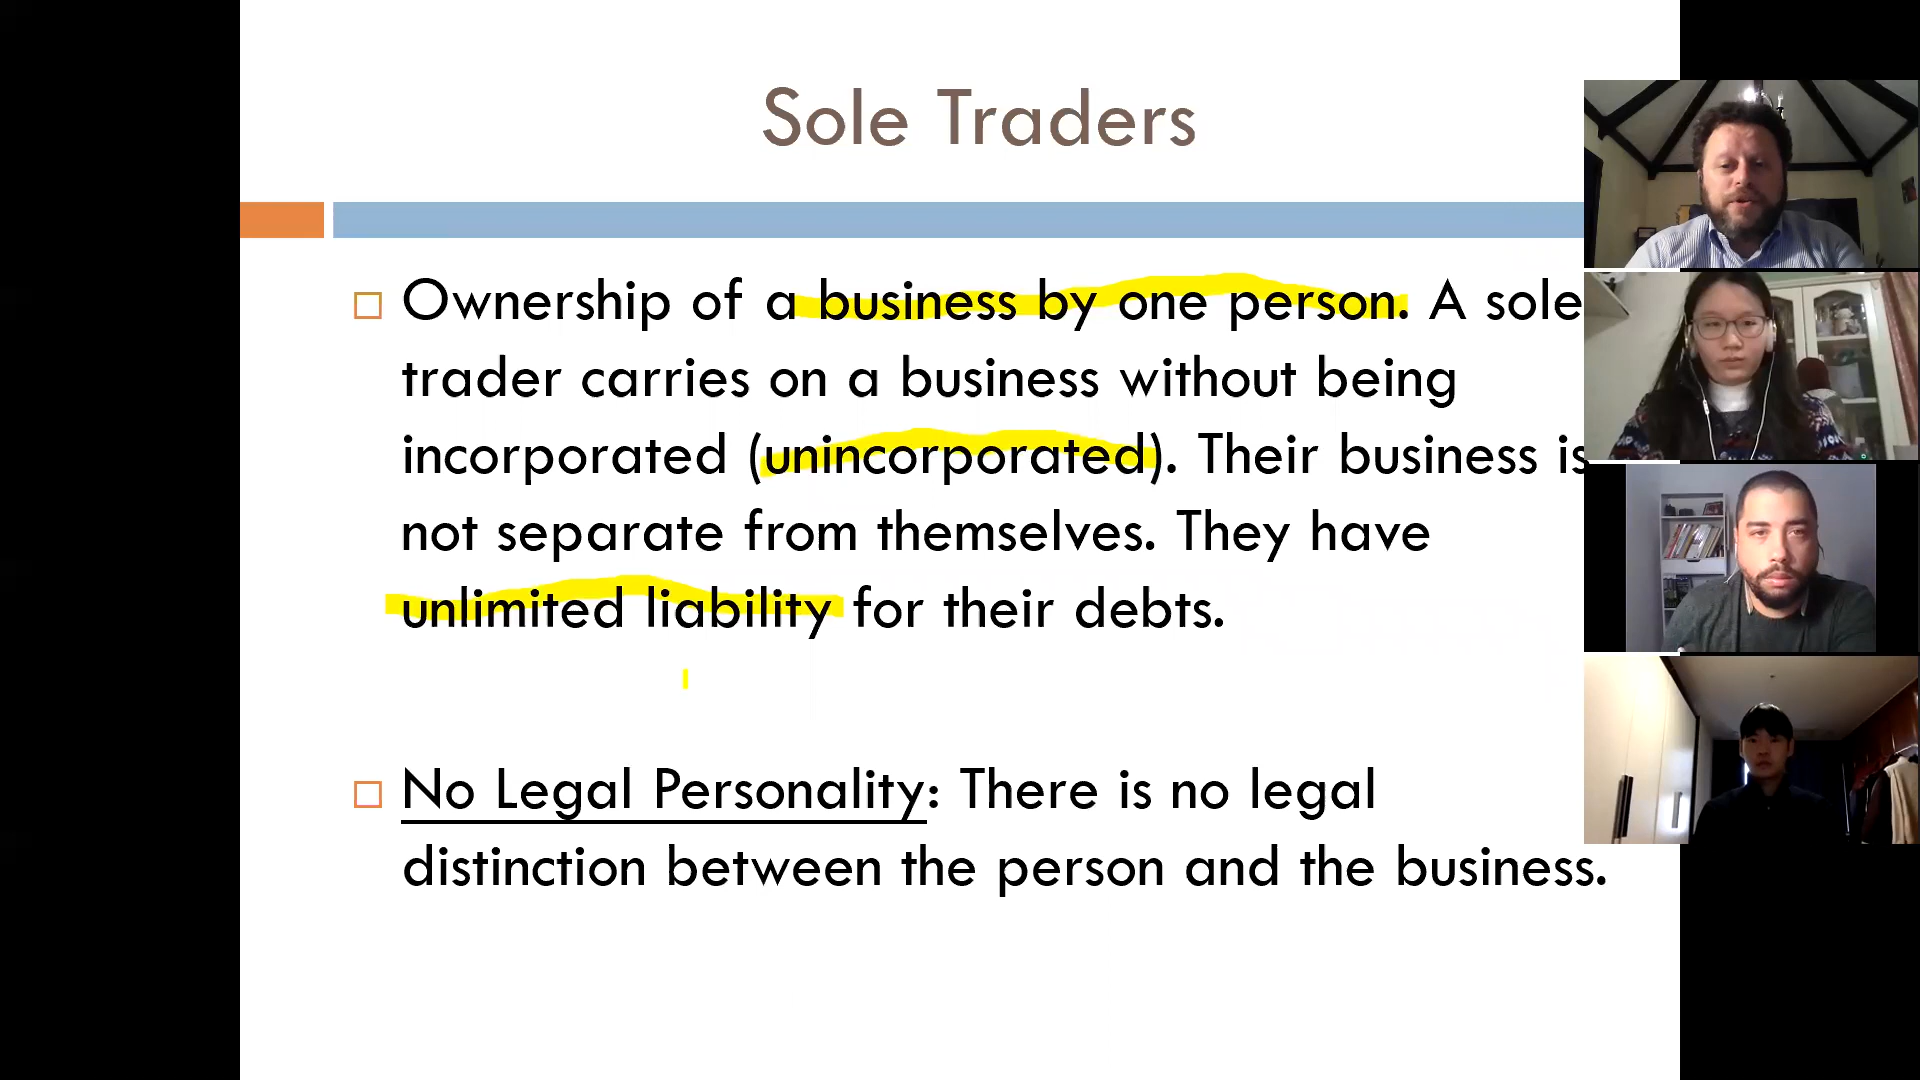 Sole Traders
Ownership of a business by one person. A sole
trader carries on a business without being
incorporated (unincorporated). Their business is
not separate from themselves. They have
unlimited liability for their debts.
No Legal Personality: There is no legal
distinction between the person and the business.